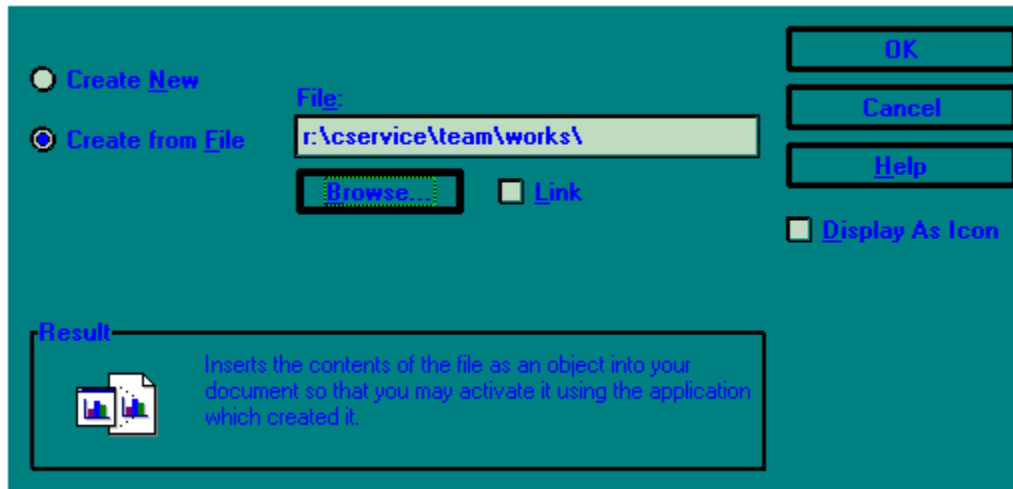 Create New
Create from File
File:
r:\cservice\team\works\
Browse...
Link
OK
Cancel
Help
Display As Icon
Result
Inserts the contents of the file as an object into your
document so that you may activate it using the application
which created it.